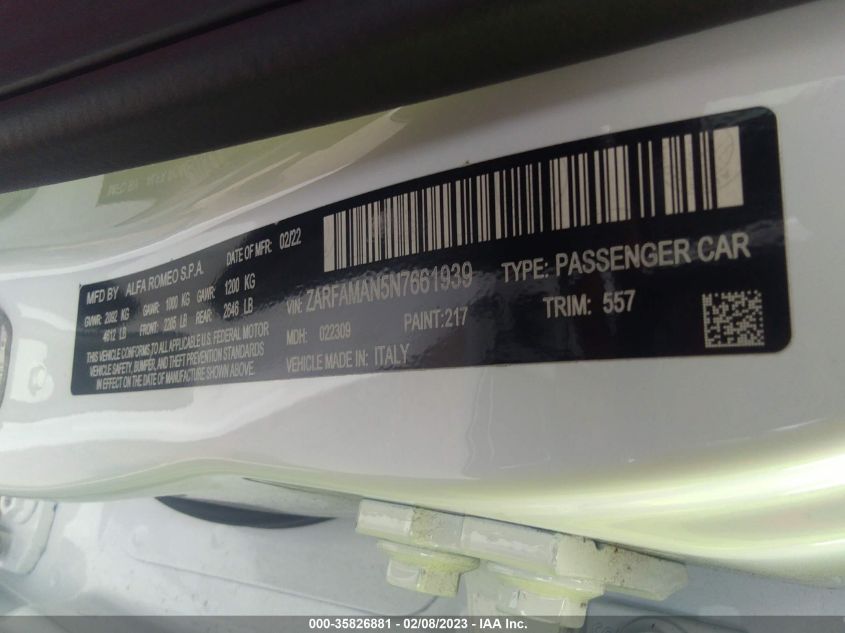 MFD BY ALFA ROMEO S.P.A. DATE OF MFR: 02/22
GVWR: 2092 KG GAWR: 1000 KG GAWR: 1200 KG
4612 LB FRONT: 2205 LB REAR: 2646 LB
THIS VEHICLE CONFORMS TO ALL APPLICABLE U.S. FEDERAL MOTOR
VEHICLE SAFETY, BUMPER, AND THEFT PREVENTION STANDARDS
IN EFFECT ON THE DATE OF MANUFACTURE SHOWN ABOVE.
VIN: ZARFAMAN5N7661939 TYPE: PASSENGER CAR
MDH: 022309 PAINT:217 TRIM: 557
VEHICLE MADE IN: ITALY
000-35826881 - 02/08/2023 - © 2023, IAA Inc.